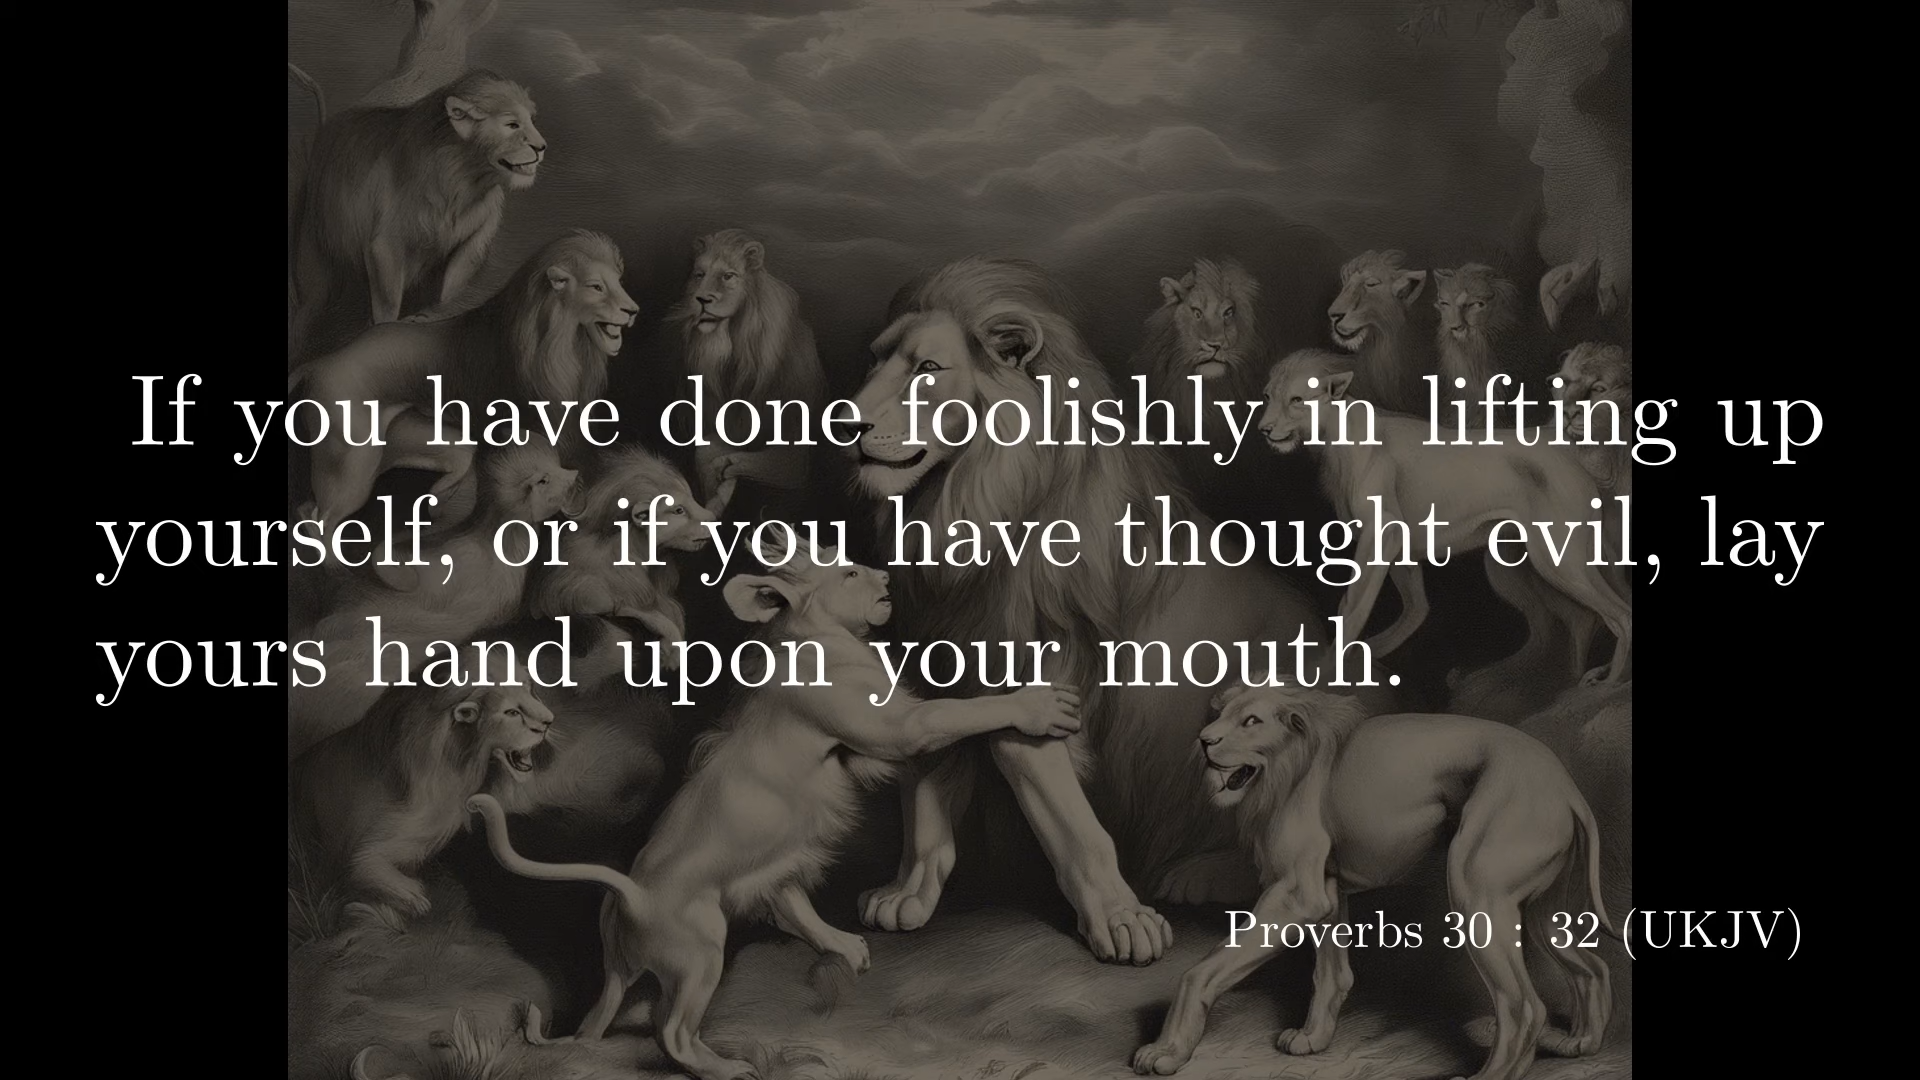 If you have done foolishly in lifting up
yourself, or if you have thought evil, lay
yours hand upon your mouth.
Proverbs 30 : 32 (UKJV)